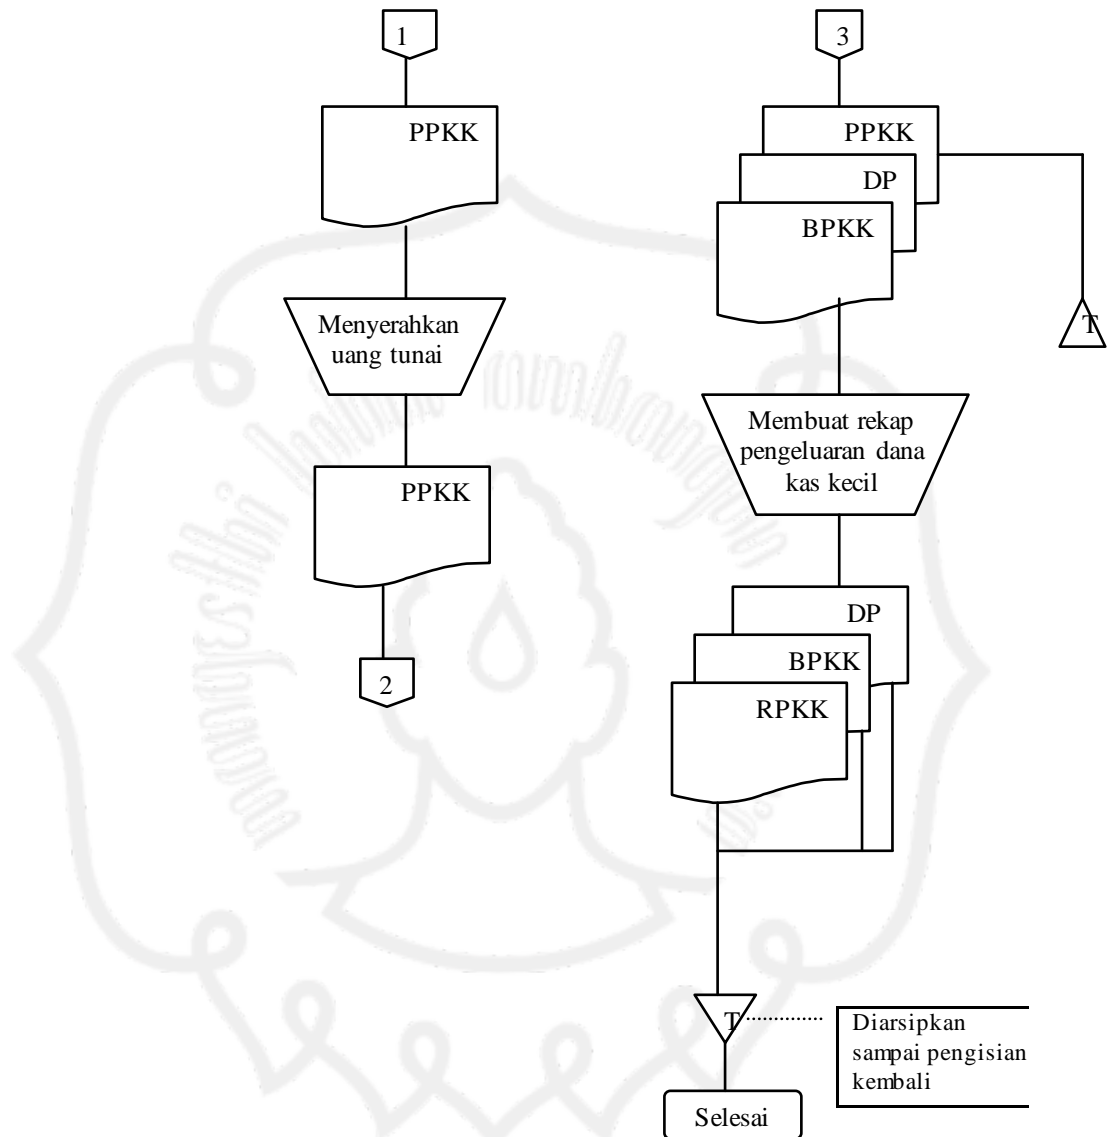 1
PPKK
Menyerahkan
uang tunai
PPKK
2
3
PPKK
DP
BPKK
T
Membuat rekap
pengeluaran dana
kas kecil
DP
BPKK
RPKK
T
Diarsipkan
sampai pengisian
kembali
Selesai